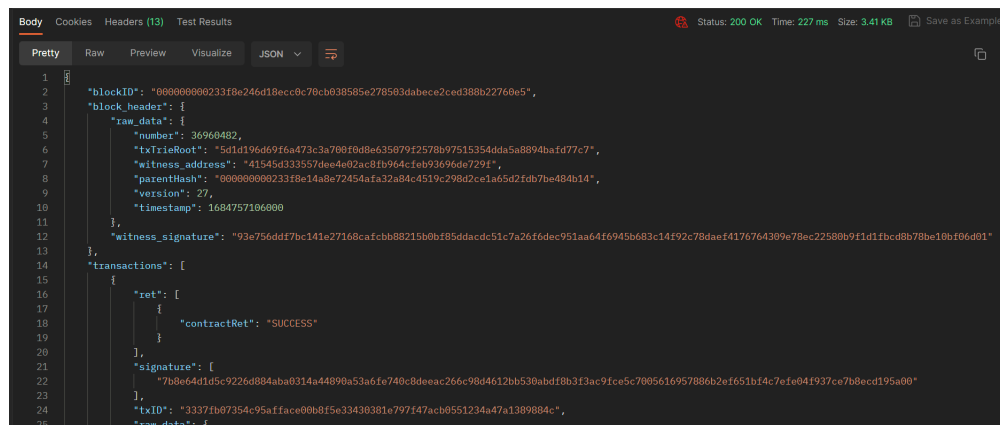 Body Cookies Headers (13) Test Results Status: 200 OK Time: 227 ms Size: 3.41 KB Save as Example
Pretty Raw Preview Visualize JSON
1 {
2 "blockID": "000000000233f8e246d18ecc0c70cb038585e278503dabece2ced388b22760e5",
3 "block_header": {
4 "raw_data": {
5 "number": 36960482,
6 "txTrieRoot": "5d1d196d69f6a473c3a700f0d8e635079f2578b97515354dda5a8894bafd77c7",
7 "witness_address": "41545d333557dee4e02ac8fb964cfeb93696de729f",
8 "parentHash": "000000000233f8e14a8e72454afa32a84c4519c298d2ce1a65d2fdb7be484b14",
9 "version": 27,
10 "timestamp": 1684757106000
11 },
12 "witness_signature": "93e756ddf7bc141e27168cafcbb88215b0bf85ddacdc51c7a26f6dec951aa64f6945b683c14f92c78daef4176764309e78ec22580b9f1d1fbcd8b78be10bf06d01"
13 },
14 "transactions": [
15 {
16 "ret": [
17 {
18 "contractRet": "SUCCESS"
19 }
20 ],
21 "signature": [
22 "7b8e64d1d5c9226d884aba0314a44890a53a6fe740c8deeac266c98d4612bb530abdf8b3f3ac9fce5c7005616957886b2ef651bf4c7efe04f937ce7b8ecd195a00"
23 ],
24 "txID": "3337fb07354c95afface00b8f5e33430381e797f47acb0551234a47a1389884c",
25 "raw_data": {